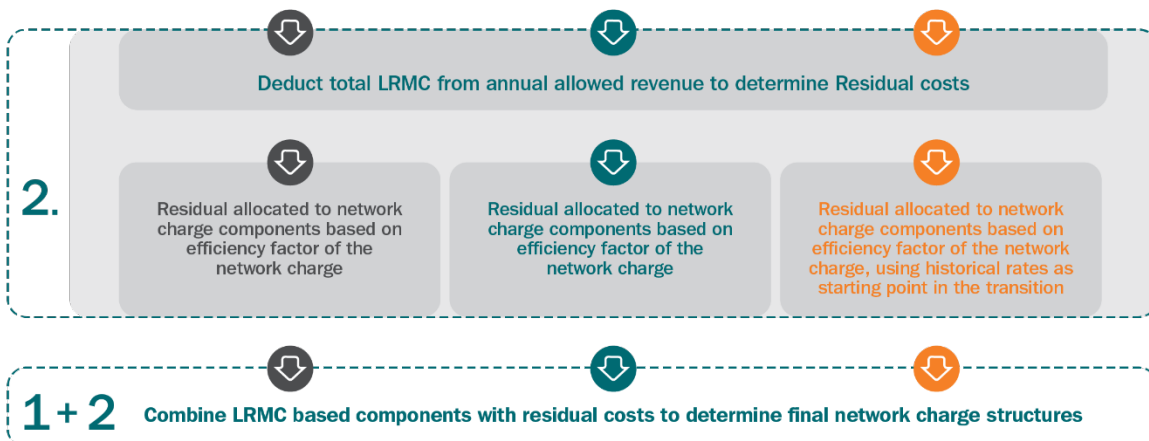 Deduct total LRMC from annual allowed revenue to determine Residual costs
2.
Residual allocated to network
charge components based on
efficiency factor of the
network charge
Residual allocated to network
charge components based on
efficiency factor of the
network charge
Residual allocated to network
charge components based on
efficiency factor of the network
charge, using historical rates as
starting point in the transition
1 + 2 Combine LRMC based components with residual costs to determine final network charge structures